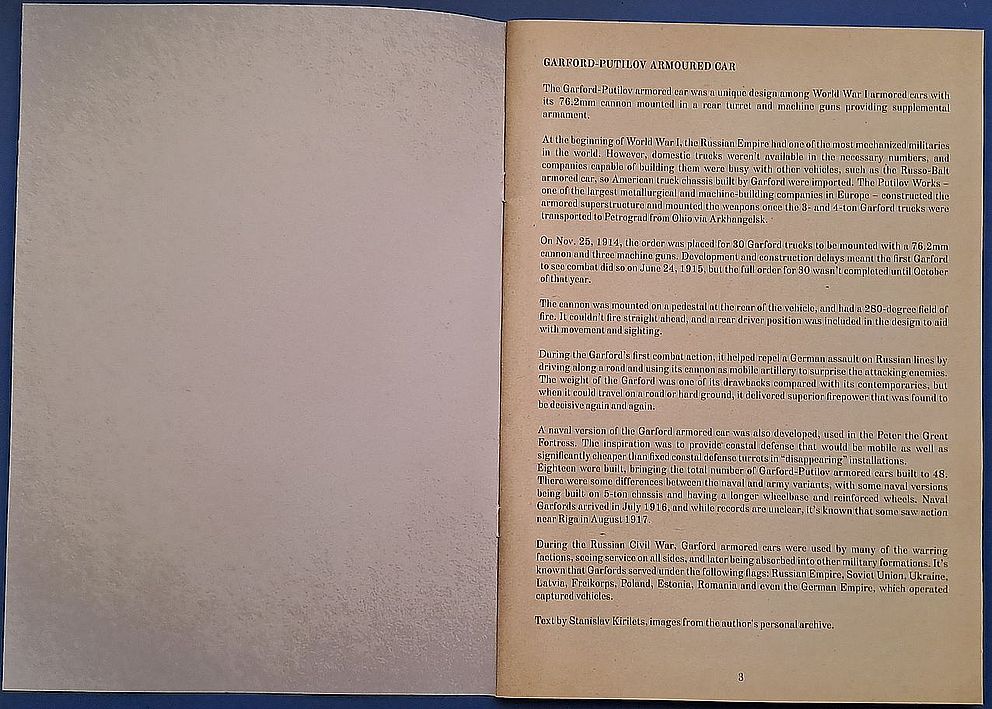 GARFORD-PUTILOV ARMOURED CAR
The Garford-Putilov armored car was a unique design among World War I armored cars with
its 76.2mm cannon mounted in a rear turret and machine guns providing supplemental
armament.
At the beginning of World War I, the Russian Empire had one of the most mechanized militaries
in the world. However, domestic trucks weren't available in the necessary numbers, and
companies capable of building them were busy with other vehicles, such as the Russo-Balt
armored car, so American truck chassis built by Garford were imported. The Putilov Works –
one of the largest metallurgical and machine-building companies in Europe – constructed the
armored superstructure and mounted the weapons once the 3- and 4-ton Garford trucks were
transported to Petrograd from Ohio via Arkhangelsk.
On Nov. 25, 1914, the order was placed for 30 Garford trucks to be mounted with a 76.2mm
cannon and three machine guns. Development and construction delays meant the first Garford
to see combat did so on June 24, 1915, but the full order for 30 wasn't completed until October
of that year.
The cannon was mounted on a pedestal at the rear of the vehicle, and had a 280-degree field of
fire. It couldn't fire straight ahead, and a rear driver position was included in the design to aid
with movement and sighting.
During the Garford's first combat action, it helped repel a German assault on Russian lines by
driving along a road and using its cannon as mobile artillery to surprise the attacking enemies.
The weight of the Garford was one of its drawbacks compared with its contemporaries, but
when it could travel on a road or hard ground, it delivered superior firepower that was found to
be decisive again and again.
A naval version of the Garford armored car was also developed, used in the Peter the Great
Fortress. The inspiration was to provide coastal defense that would be mobile as well as
significantly cheaper than fixed coastal defense turrets in "disappearing" installations.
Eighteen were built, bringing the total number of Garford-Putilov armored cars built to 48.
There were some differences between the naval and army variants, with some naval versions
being built on 5-ton chassis and having a longer wheelbase and reinforced wheels. Naval
Garfords arrived in July 1916, and while records are unclear, it's known that some saw action
near Riga in August 1917.
During the Russian Civil War, Garford armored cars were used by many of the warring
factions, seeing service on all sides, and later being absorbed into other military formations. It's
known that Garfords served under the following flags: Russian Empire, Soviet Union, Ukraine,
Latvia, Freikorps, Poland, Estonia, Romania and even the German Empire, which operated
captured vehicles.
Text by Stanislav Kirilets, images from the author's personal archive.
3